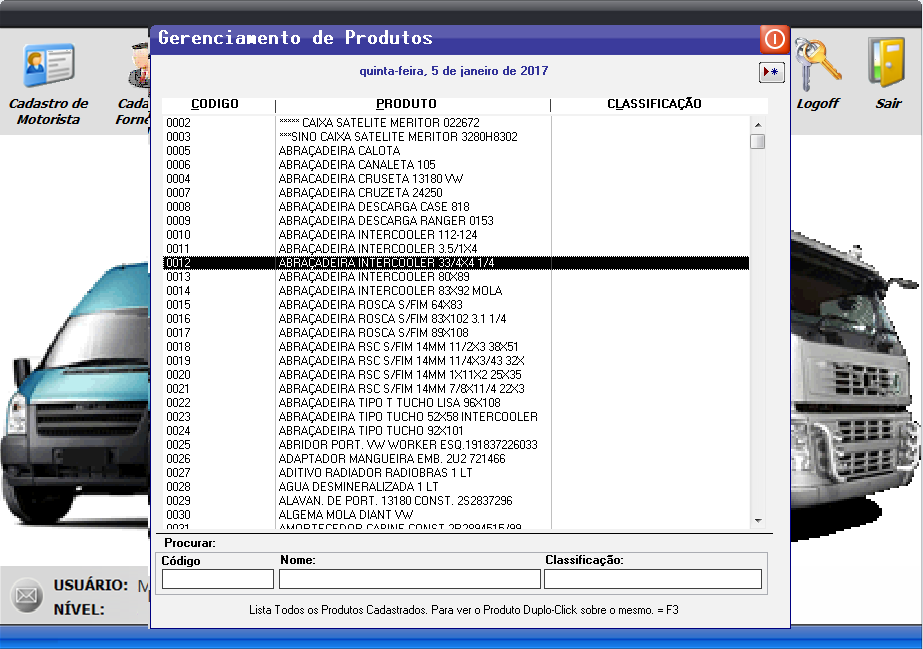 Gerenciamento de Produtos
quinta-feira, 5 de janeiro de 2017
Cadastro de
Motorista
Cada
Forne
Logoff
Sair
CODIGO PRODUTO CLASSIFICAÇÃO
0002 ***** CAIXA SATELITE MERITOR 022672
0003 ***SINO CAIXA SATELITE MERITOR 3280H8302
0005 ABRAÇADEIRA CALOTA
0006 ABRAÇADEIRA CANALETA 105
0004 ABRACADEIRA CRUSETA 13180 VW
0007 ABRAÇADEIRA CRUZETA 24250
0008 ABRAÇADEIRA DESCARGA CASE 818
0009 ABRAÇADEIRA DESCARGA RANGER 0153
0010 ABRAÇADEIRA INTERCOOLER 112-124
0011 ABRAÇADEIRA INTERCOOLER 3.5/1X4
0012 ABRAÇADEIRA INTERCOOLER 33/4X4 1/4
0013 ABRAÇADEIRA INTERCOOLER 80X89
0014 ABRAÇADEIRA INTERCOOLER 83X92 MOLA
0015 ABRAÇADEIRA ROSCA S/FIM 64X83
0016 ABRAÇADEIRA ROSCA S/FIM 83X102 3.1 1/4
0017 ABRAÇADEIRA ROSCA S/FIM 89X108
0018 ABRAÇADEIRA RSC S/FIM 14MM 11/2X3 38X51
0019 ABRAÇADEIRA RSC S/FIM 14MM 11/4X3/43 32X
0020 ABRAÇADEIRA RSC S/FIM 14MM 1X11X2 25X35
0021 ABRAÇADEIRA RSC S/FIM 14MM 7/8X11/4 22X3
0022 ABRAÇADEIRA TIPO T TUCHO LISA 96X108
0023 ABRAÇADEIRA TIPO TUCHO 52X58 INTERCOOLER
0024 ABRAÇADEIRA TIPO TUCHO 92X101
0025 ABRIDOR PORT. VW WORKER ESQ.191837226033
0026 ADAPTADOR MANGUEIRA EMB. 2U2 721466
0027 ADITIVO RADIADOR RADIOBRAS 1 LT
0028 AGUA DESMINERALIZADA 1 LT
0029 ALAVAN. DE PORT. 13180 CONST. 2S2837296
0030 ALGEMA MOLA DIANT VW
0031 AMORTECEDOR CABINE CONST 2R2894515/99
Procurar:
Código Nome: Classificação:
Lista Todos os Produtos Cadastrados. Para ver o Produto Duplo-Click sobre o mesmo. = F3
USUÁRIO: M
NÍVEL: